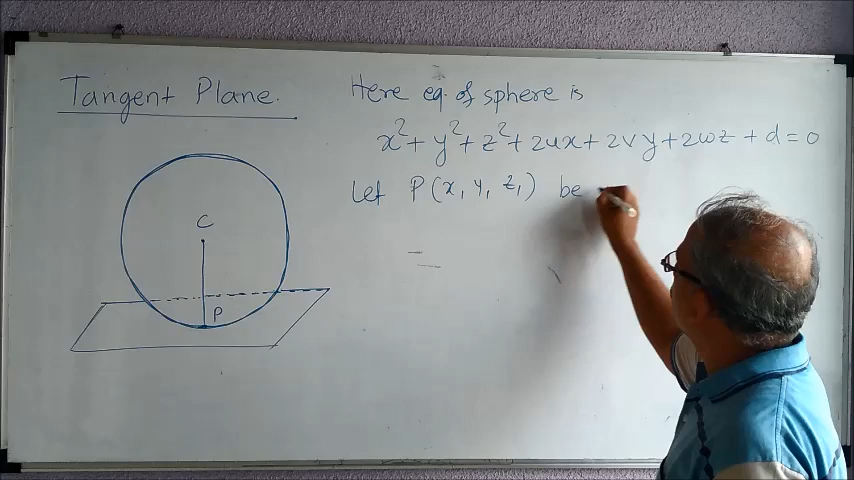 Tangent Plane.
Here eq. of sphere is
x² + y² + z² + 2ux + 2vy + 2wz + d = 0
Let P(x₁ y₁ z₁) be
C
P